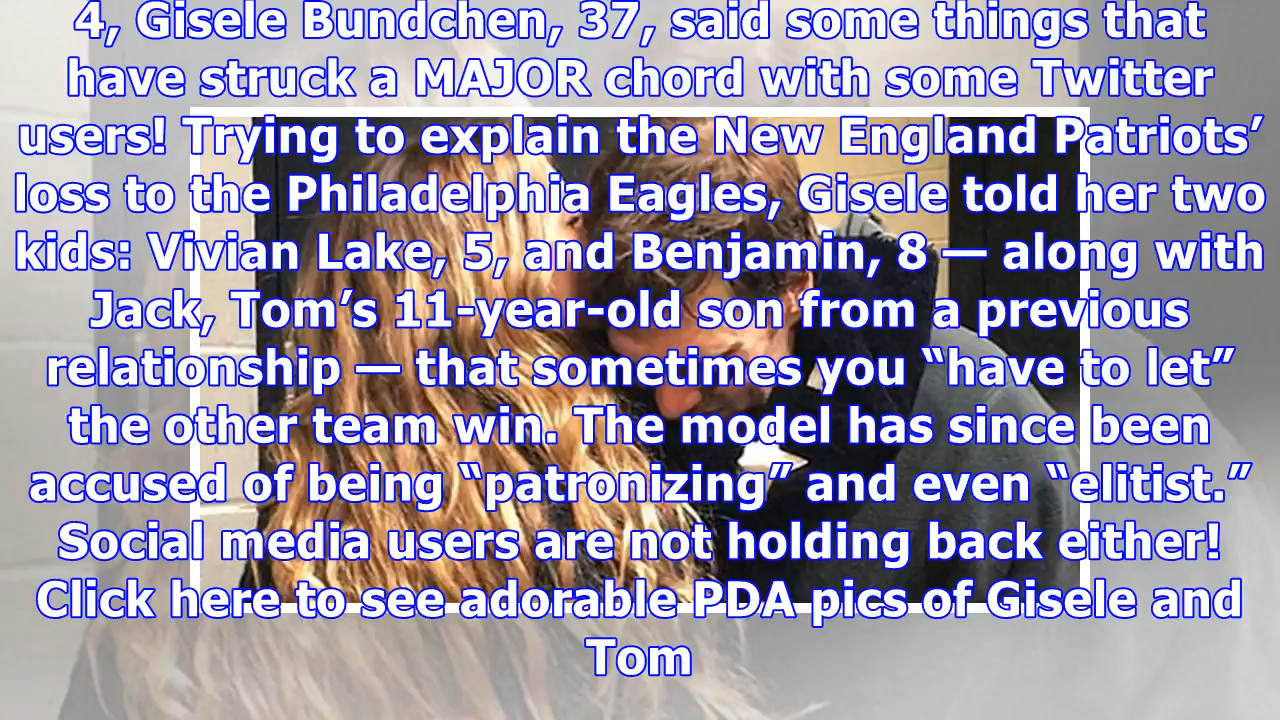 4, Gisele Bundchen, 37, said some things that
have struck a MAJOR chord with some Twitter
users! Trying to explain the New England Patriots’
loss to the Philadelphia Eagles, Gisele told her two
kids: Vivian Lake, 5, and Benjamin, 8 — along with
Jack, Tom’s 11-year-old son from a previous
relationship — that sometimes you “have to let”
the other team win. The model has since been
accused of being “patronizing” and even “elitist.”
Social media users are not holding back either!
Click here to see adorable PDA pics of Gisele and
Tom